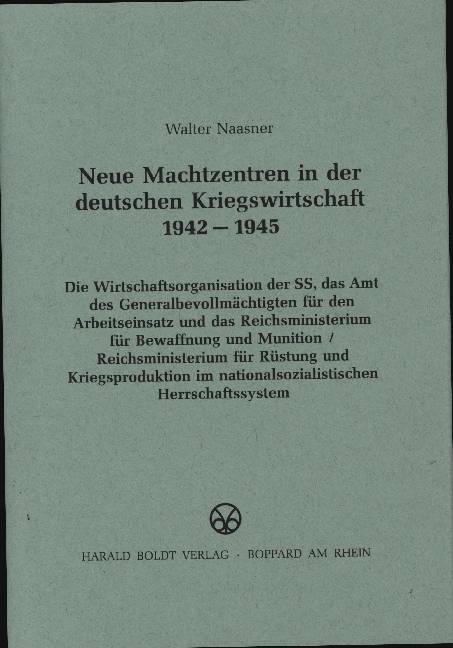 Walter Naasner
Neue Machtzentren in der
deutschen Kriegswirtschaft
1942 – 1945
Die Wirtschaftsorganisation der SS, das Amt
des Generalbevollmächtigten für den
Arbeitseinsatz und das Reichsministerium
für Bewaffnung und Munition /
Reichsministerium für Rüstung und
Kriegsproduktion im nationalsozialistischen
Herrschaftssystem
HARALD BOLDT VERLAG · BOPPARD AM RHEIN